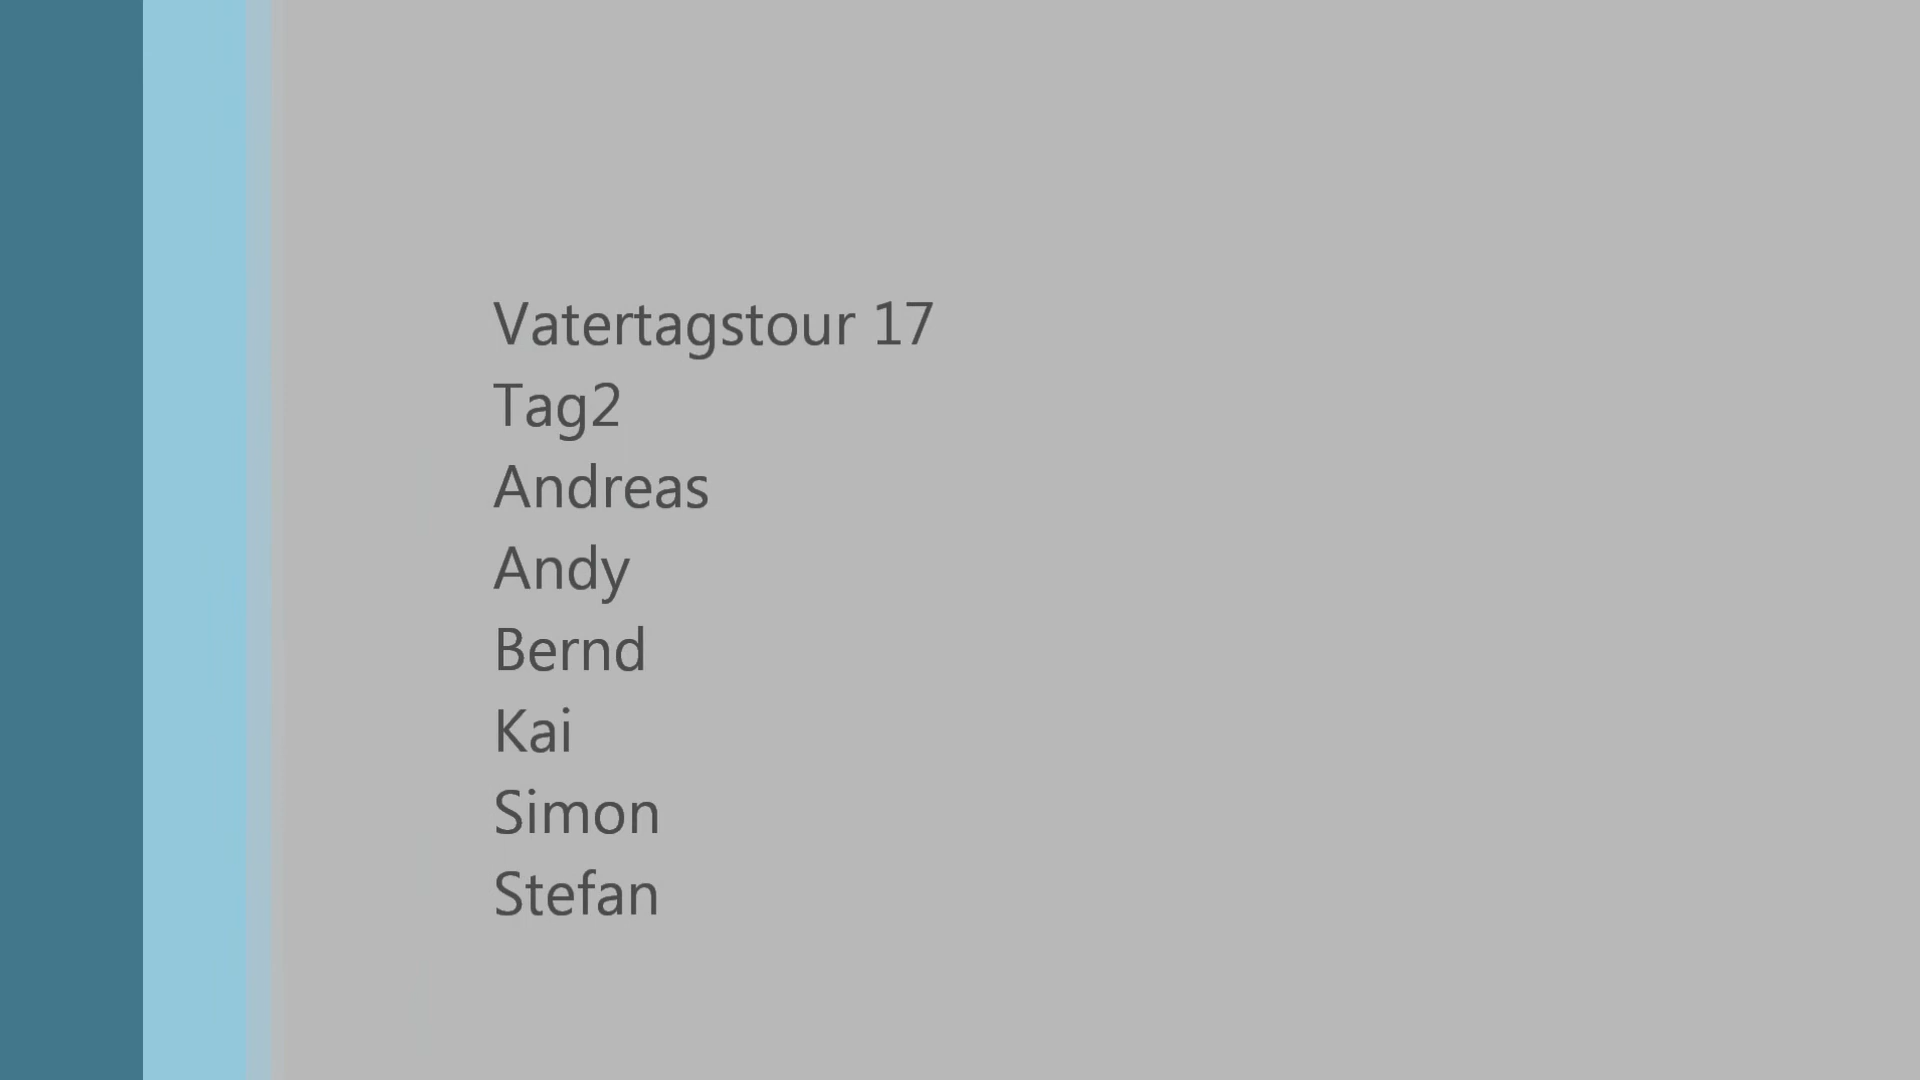 Vatertagstour 17
Tag2
Andreas
Andy
Bernd
Kai
Simon
Stefan